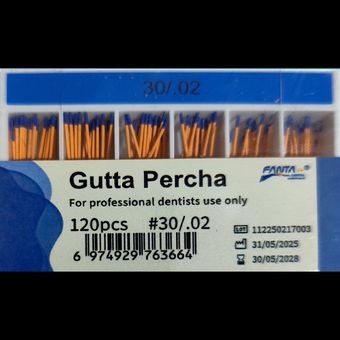 30/.02
Gutta Percha
FANTA
For professional dentists use only
120pcs #30/.02
LOT 112250217003
31/05/2025
30/05/2028
6 974929 763664